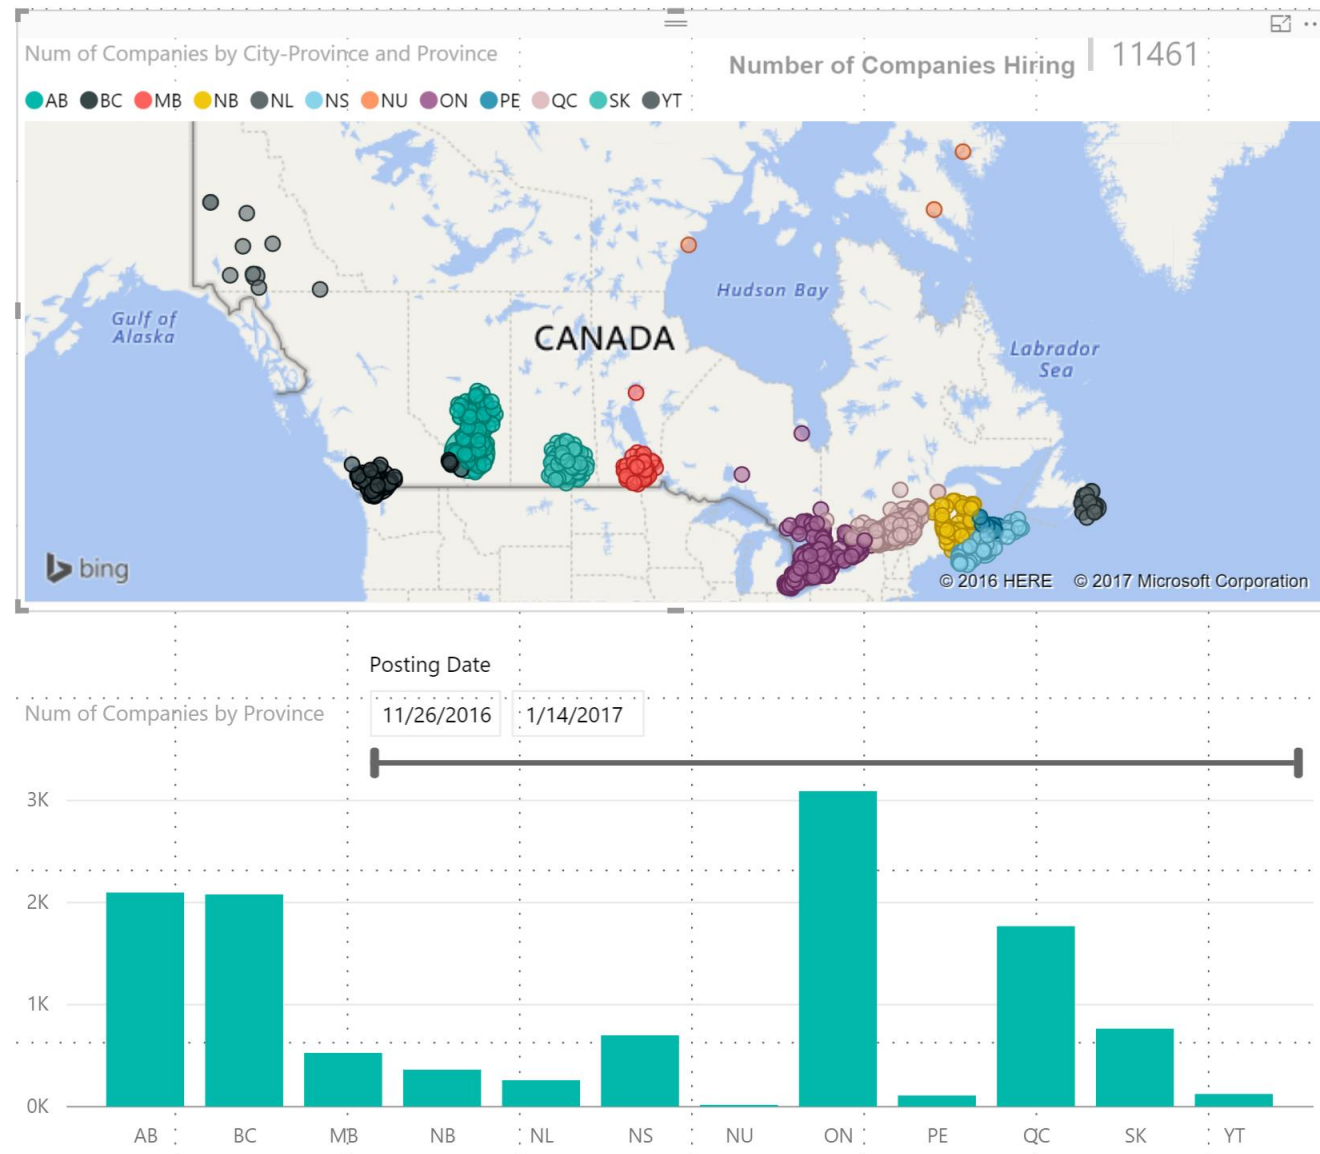 Num of Companies by City-Province and Province
Number of Companies Hiring 11461
AB BC MB NB NL NS NU ON PE QC SK YT
Hudson Bay
Gulf of
Alaska
CANADA
Labrador
Sea
bing
© 2016 HERE © 2017 Microsoft Corporation
Posting Date
Num of Companies by Province
11/26/2016 1/14/2017
3K
2K
1K
0K
AB BC MB NB NL NS NU ON PE QC SK YT